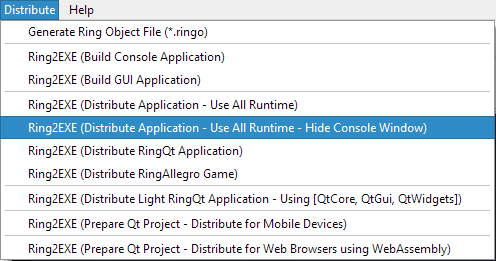 Distribute Help
Generate Ring Object File (*.ringo)
Ring2EXE (Build Console Application)
Ring2EXE (Build GUI Application)
Ring2EXE (Distribute Application - Use All Runtime)
Ring2EXE (Distribute Application - Use All Runtime - Hide Console Window)
Ring2EXE (Distribute RingQt Application)
Ring2EXE (Distribute RingAllegro Game)
Ring2EXE (Distribute Light RingQt Application - Using [QtCore, QtGui, QtWidgets])
Ring2EXE (Prepare Qt Project - Distribute for Mobile Devices)
Ring2EXE (Prepare Qt Project - Distribute for Web Browsers using WebAssembly)